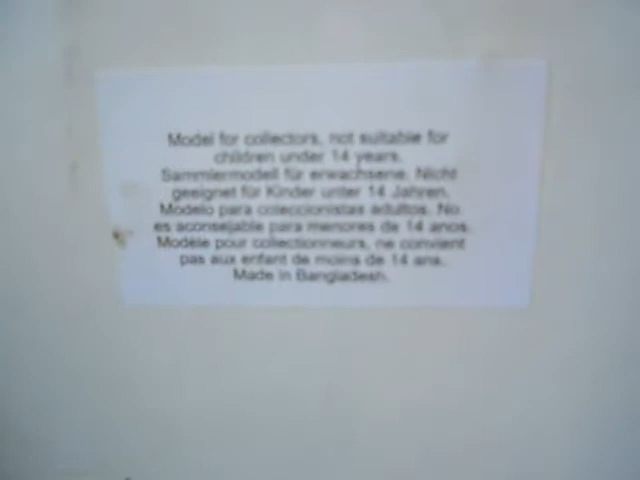 Model for collectors, not suitable for
children under 14 years.
Sammlermodell für erwachsene. Nicht
geeignet für Kinder unter 14 Jahren.
Modelo para coleccionistas adultos. No
es aconsejable para menores de 14 anos.
Modèle pour collectionneurs, ne convient
pas aux enfant de moins de 14 ans.
Made in Bangladesh.